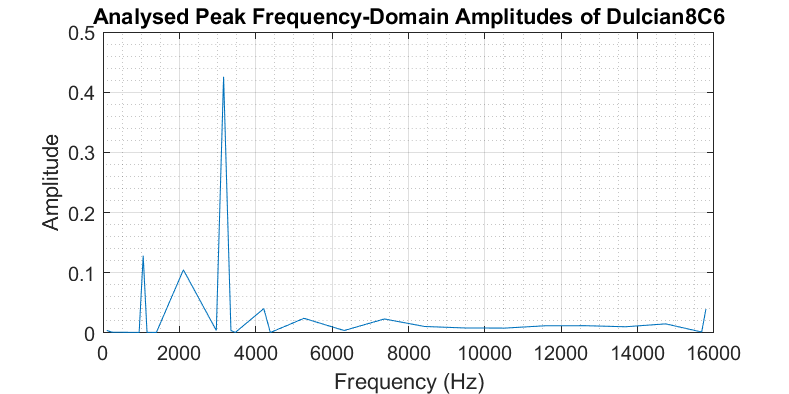 Analysed Peak Frequency-Domain Amplitudes of Dulcian8C6
0.5
0.4
0.3
0.2
0.1
0
Amplitude
0 2000 4000 6000 8000 10000 12000 14000 16000
Frequency (Hz)